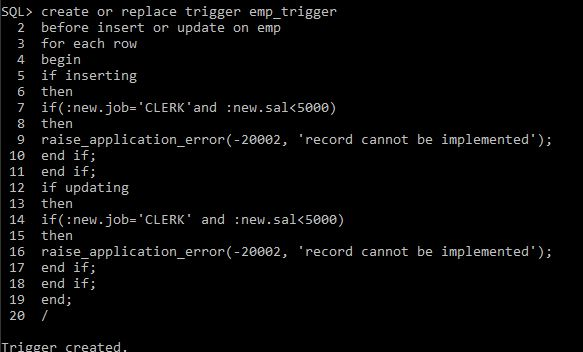 SQL> create or replace trigger emp_trigger
2 before insert or update on emp
3 for each row
4 begin
5 if inserting
6 then
7 if(:new.job='CLERK'and :new.sal<5000)
8 then
9 raise_application_error(-20002, 'record cannot be implemented');
10 end if;
11 end if;
12 if updating
13 then
14 if(:new.job='CLERK' and :new.sal<5000)
15 then
16 raise_application_error(-20002, 'record cannot be implemented');
17 end if;
18 end if;
19 end;
20 /
Trigger created.